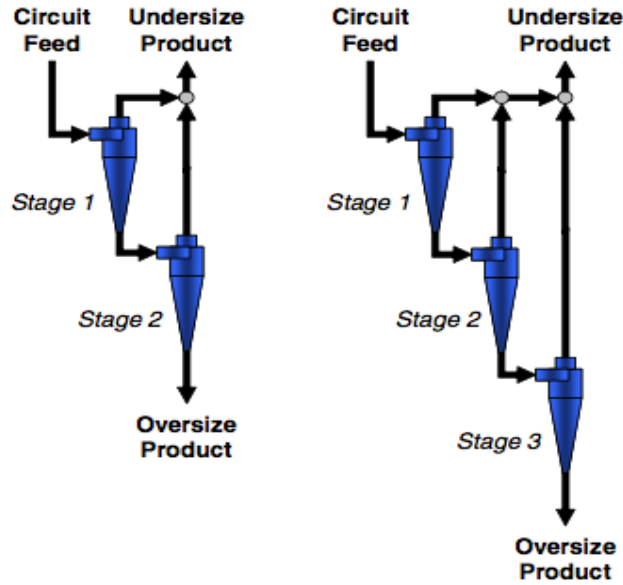 Circuit
Feed
Undersize
Product
Stage 1
Stage 2
Oversize
Product
Circuit
Feed
Undersize
Product
Stage 1
Stage 2
Stage 3
Oversize
Product